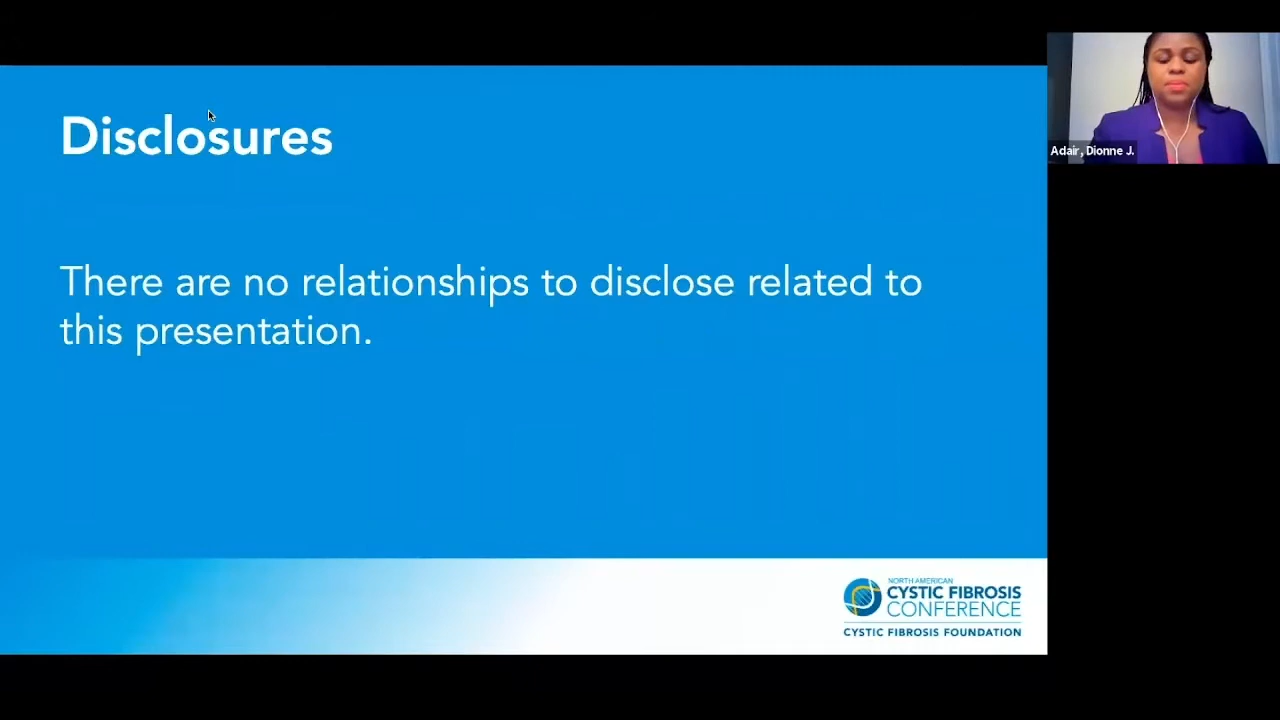 Disclosures
There are no relationships to disclose related to
this presentation.
Adair, Dionne J.
NORTH AMERICAN
CYSTIC FIBROSIS
CONFERENCE
CYSTIC FIBROSIS FOUNDATION